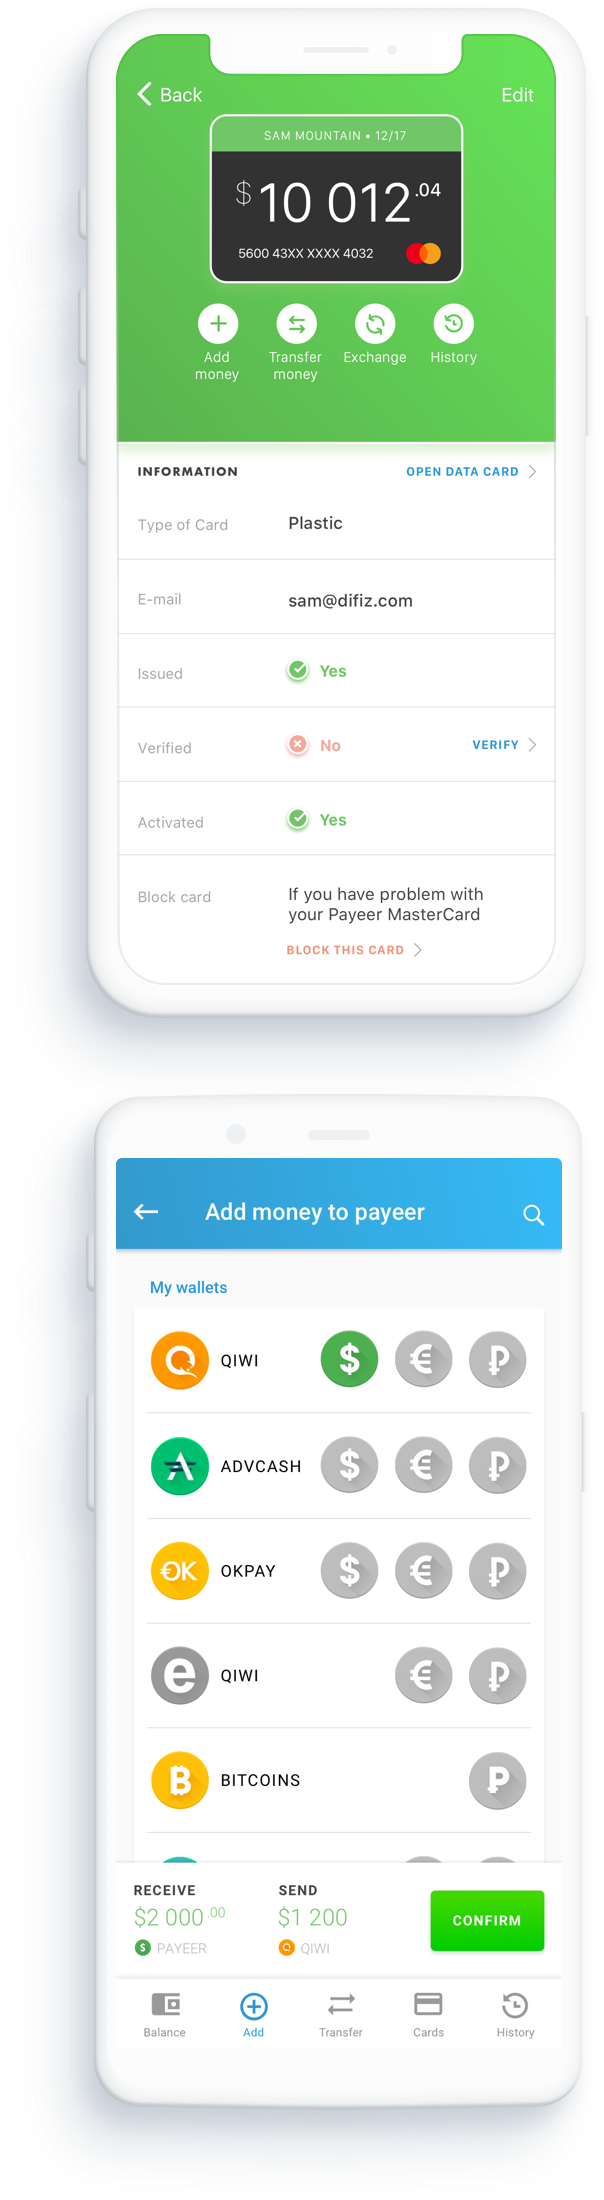 Back
Edit
SAM MOUNTAIN • 12/17
$10 012.04
5600 43XX XXXX 4032
Add money
Transfer money
Exchange
History
INFORMATION
OPEN DATA CARD
Type of Card
Plastic
E-mail
sam@difiz.com
Issued
Yes
Verified
No
VERIFY
Activated
Yes
Block card
If you have problem with
your Payeer MasterCard
BLOCK THIS CARD
Add money to payeer
My wallets
QIWI
$ € ₽
ADVCASH
$ € ₽
€OK
OKPAY
$ € ₽
e
QIWI
€ ₽
BITCOINS
₽
RECEIVE
$2 000.00
$ PAYEER
SEND
$1 200
QIWI
CONFIRM
Balance
Add
Transfer
Cards
History